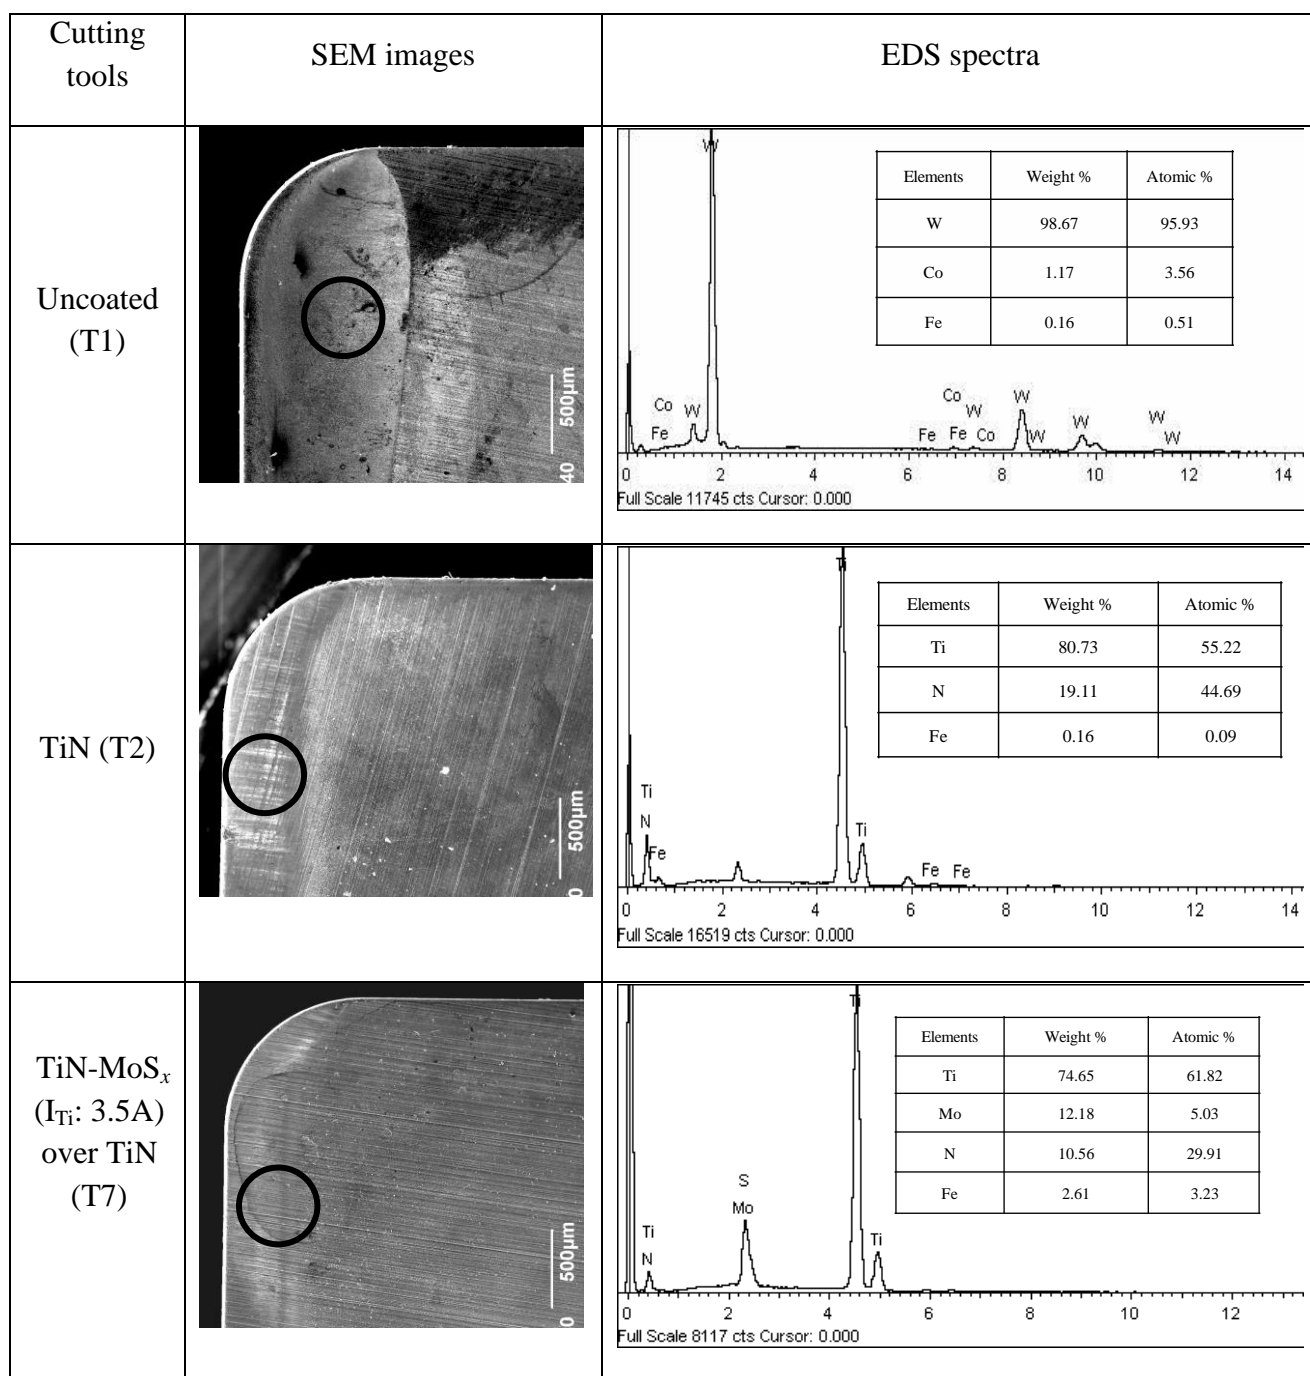 Cutting tools
SEM images
EDS spectra
Uncoated (T1)
500µm
40
W
Elements Weight % Atomic %
W 98.67 95.93
Co 1.17 3.56
Fe 0.16 0.51
Co
Fe
W
Co
W
Fe Fe Co
W
W
W
W
W
0 2 4 6 8 10 12 14
Full Scale 11745 cts Cursor: 0.000
TiN (T2)
500µm
0
Ti
Elements Weight % Atomic %
Ti 80.73 55.22
N 19.11 44.69
Fe 0.16 0.09
Ti
N
Fe
Ti
Fe Fe
0 2 4 6 8 10 12 14
Full Scale 16519 cts Cursor: 0.000
TiN-MoSₓ
(I_Ti: 3.5A)
over TiN
(T7)
500µm
0
Ti
Elements Weight % Atomic %
Ti 74.65 61.82
Mo 12.18 5.03
N 10.56 29.91
Fe 2.61 3.23
S
Mo
Ti
N
Ti
0 2 4 6 8 10 12
Full Scale 8117 cts Cursor: 0.000